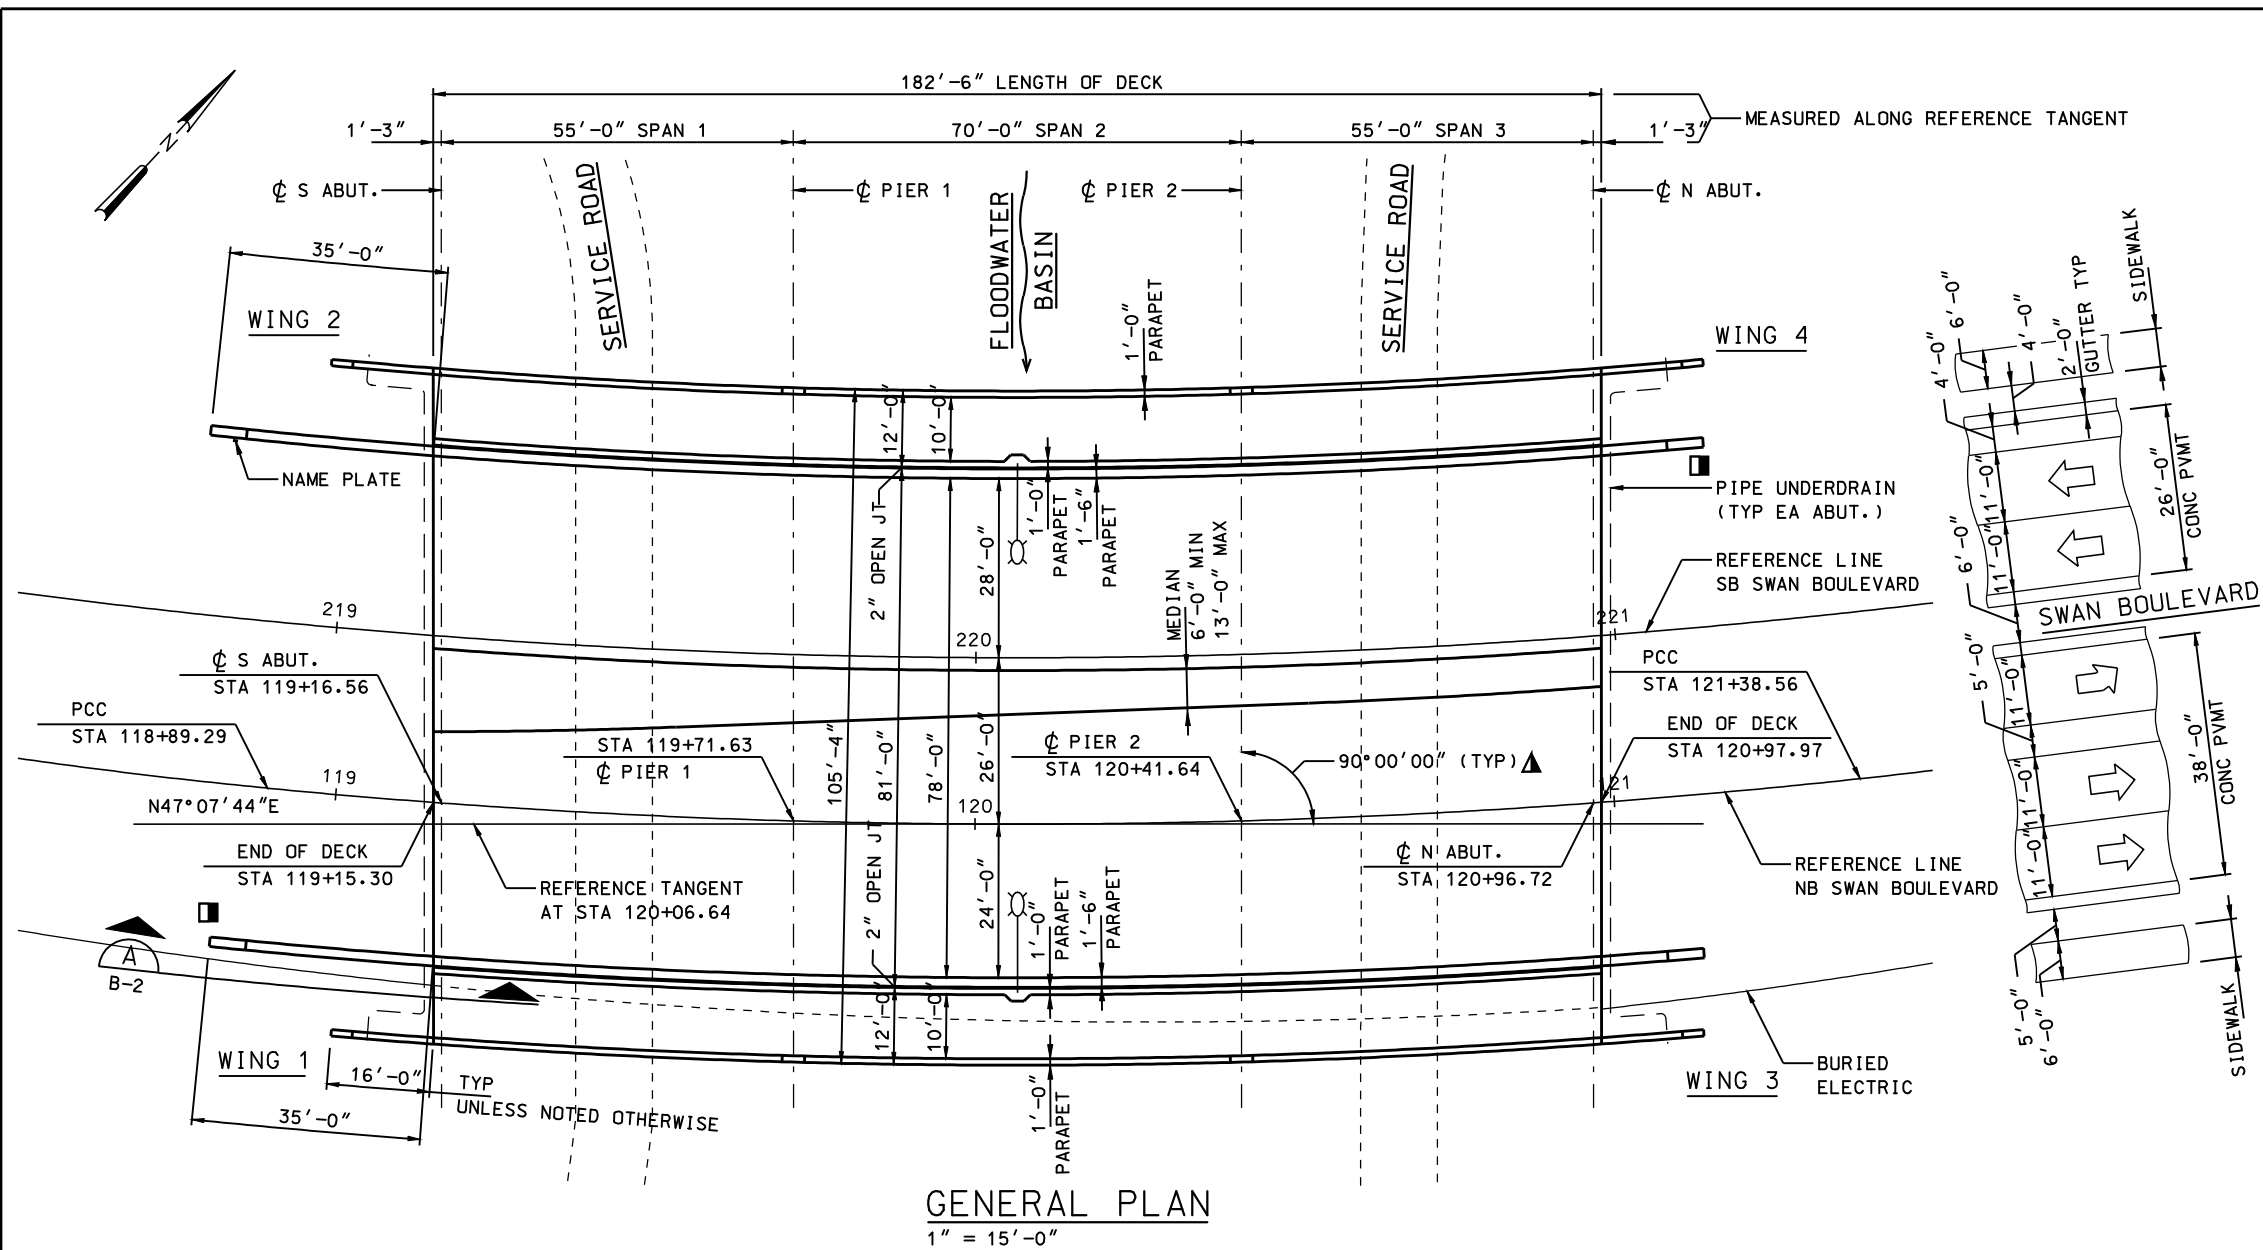 182'-6" LENGTH OF DECK
1'-3"
55'-0" SPAN 1
70'-0" SPAN 2
55'-0" SPAN 3
1'-3"
MEASURED ALONG REFERENCE TANGENT
N
℄ S ABUT.
℄ PIER 1
℄ PIER 2
℄ N ABUT.
SERVICE ROAD
FLOODWATER
BASIN
SERVICE ROAD
35'-0"
WING 2
1'-0"
PARAPET
WING 4
12'-0"
10'-0"
NAME PLATE
2" OPEN JT
1'-0"
PARAPET
1'-6"
PARAPET
28'-0"
MEDIAN
6'-0" MIN
13'-0" MAX
PIPE UNDERDRAIN
(TYP EA ABUT.)
REFERENCE LINE
SB SWAN BOULEVARD
219
220
221
℄ S ABUT.
STA 119+16.56
PCC
STA 118+89.29
PCC
STA 121+38.56
END OF DECK
STA 120+97.97
STA 119+71.63
℄ PIER 1
105'-4"
81'-0"
78'-0"
26'-0"
℄ PIER 2
STA 120+41.64
90°00'00" (TYP)
119
120
121
N47°07'44"E
END OF DECK
STA 119+15.30
REFERENCE TANGENT
AT STA 120+06.64
2" OPEN JT
24'-0"
1'-0"
PARAPET
1'-6"
PARAPET
℄ N ABUT.
STA 120+96.72
REFERENCE LINE
NB SWAN BOULEVARD
A
B-2
12'-0"
10'-0"
WING 1
16'-0"
TYP
UNLESS NOTED OTHERWISE
35'-0"
1'-0"
PARAPET
WING 3
BURIED
ELECTRIC
4'-0"
6'-0"
4'-0"
2'-0"
GUTTER TYP
SIDEWALK
11'-0"
11'-0"
26'-0"
CONC PVMT
6'-0"
SWAN BOULEVARD
5'-0"
11'-0"
11'-0"
11'-0"
38'-0"
CONC PVMT
5'-0"
6'-0"
SIDEWALK
GENERAL PLAN
1" = 15'-0"